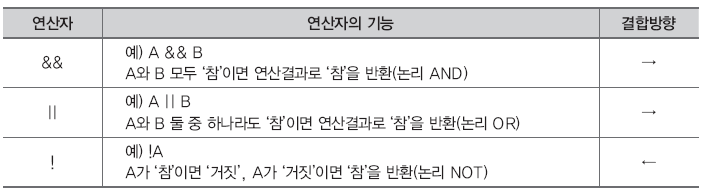 연산자 연산자의 기능 결합방향
&& 예) A && B →
A와 B 모두 ‘참’이면 연산결과로 ‘참’을 반환(논리 AND)
|| 예) A || B →
A와 B 둘 중 하나라도 ‘참’이면 연산결과로 ‘참’을 반환(논리 OR)
! 예) !A ←
A가 ‘참’이면 ‘거짓’, A가 ‘거짓’이면 ‘참’을 반환(논리 NOT)